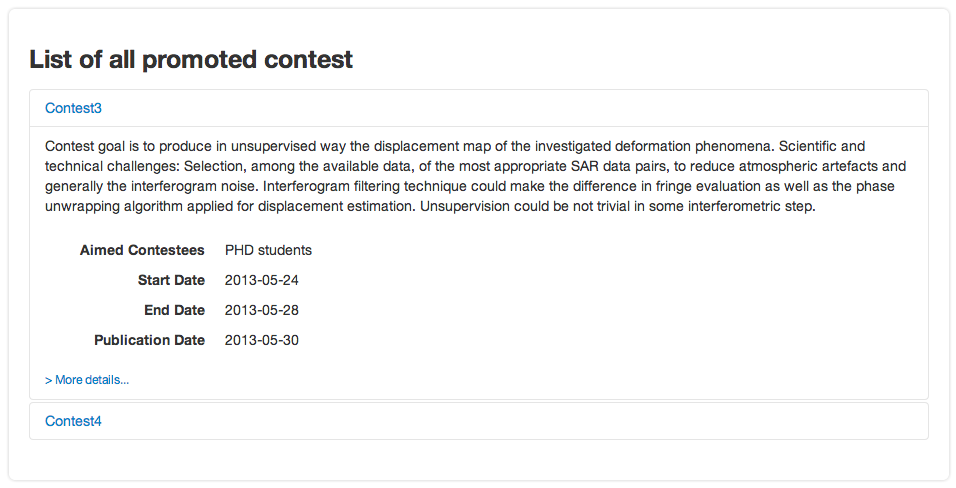 List of all promoted contest
Contest3
Contest goal is to produce in unsupervised way the displacement map of the investigated deformation phenomena. Scientific and
technical challenges: Selection, among the available data, of the most appropriate SAR data pairs, to reduce atmospheric artefacts and
generally the interferogram noise. Interferogram filtering technique could make the difference in fringe evaluation as well as the phase
unwrapping algorithm applied for displacement estimation. Unsupervision could be not trivial in some interferometric step.
Aimed Contestees PHD students
Start Date 2013-05-24
End Date 2013-05-28
Publication Date 2013-05-30
> More details...
Contest4